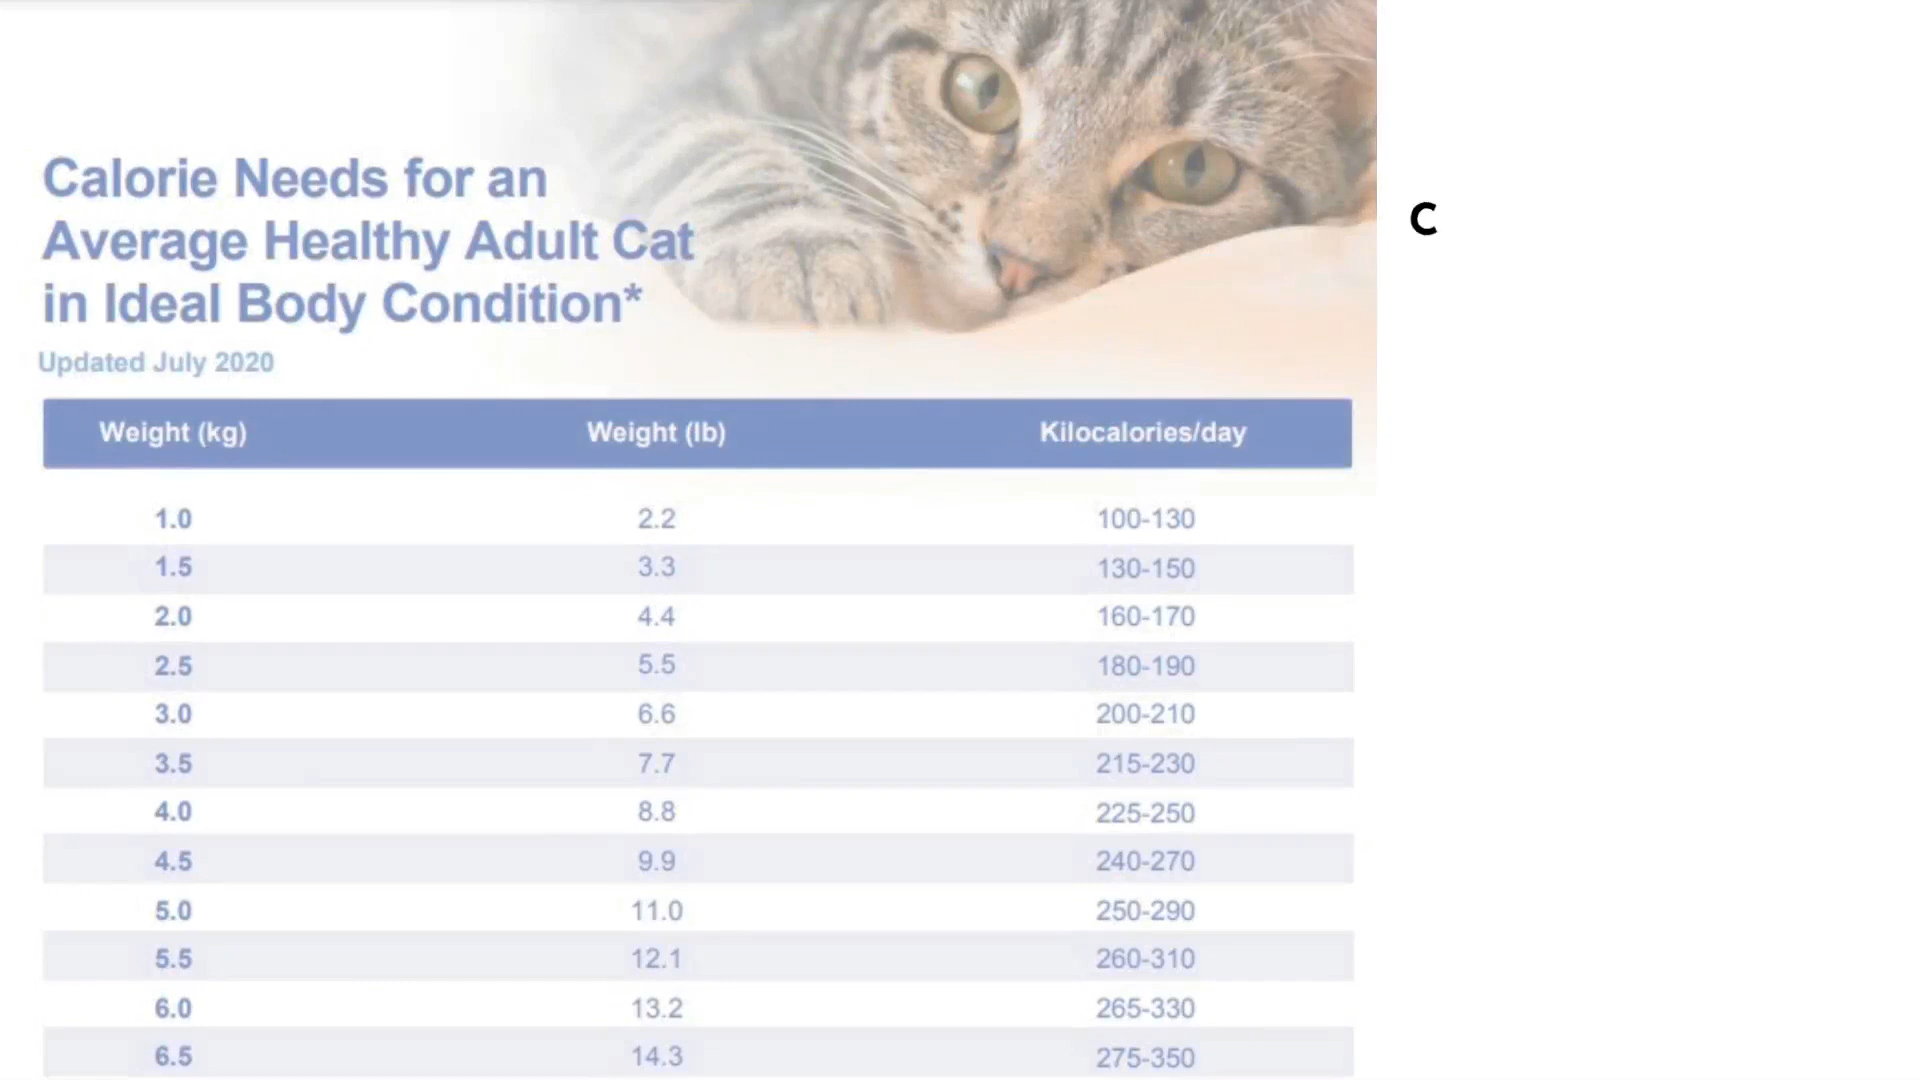 Calorie Needs for an
Average Healthy Adult Cat
in Ideal Body Condition*
C
Updated July 2020
Weight (kg) Weight (lb) Kilocalories/day
1.0 2.2 100-130
1.5 3.3 130-150
2.0 4.4 160-170
2.5 5.5 180-190
3.0 6.6 200-210
3.5 7.7 215-230
4.0 8.8 225-250
4.5 9.9 240-270
5.0 11.0 250-290
5.5 12.1 260-310
6.0 13.2 265-330
6.5 14.3 275-350